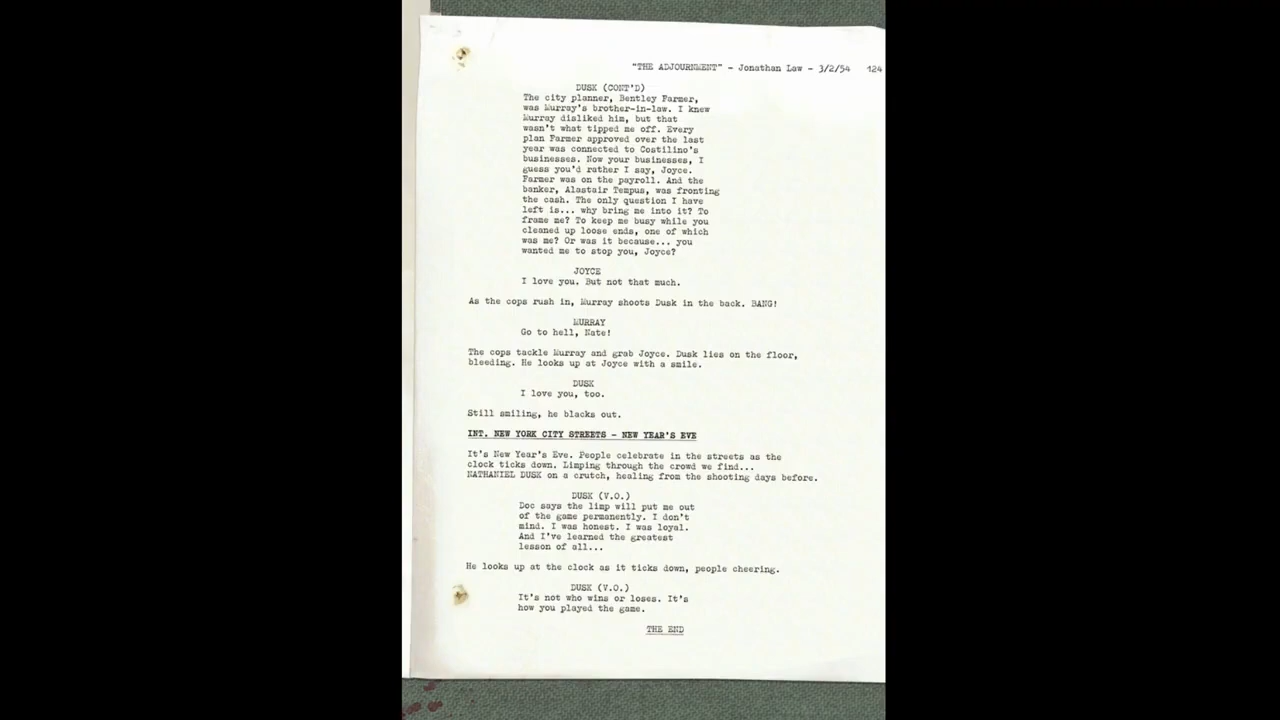 "THE ADJOURNMENT" - Jonathan Law - 3/2/54 124
DUSK (CONT'D)
The city planner, Bentley Farmer,
was Murray's brother-in-law. I knew
Murray disliked him, but that
wasn't what tipped me off. Every
plan Farmer approved over the last
year was connected to Costilino's
businesses. Now your businesses, I
guess you'd rather I say, Joyce.
Farmer was on the payroll. And the
banker, Alastair Tempus, was fronting
the cash. The only question I have
left is... why bring me into it? To
frame me? To keep me busy while you
cleaned up loose ends, one of which
was me? Or was it because... you
wanted me to stop you, Joyce?
JOYCE
I love you. But not that much.
As the cops rush in, Murray shoots Dusk in the back. BANG!
MURRAY
Go to hell, Nate!
The cops tackle Murray and grab Joyce. Dusk lies on the floor,
bleeding. He looks up at Joyce with a smile.
DUSK
I love you, too.
Still smiling, he blacks out.
INT. NEW YORK CITY STREETS - NEW YEAR'S EVE
It's New Year's Eve. People celebrate in the streets as the
clock ticks down. Limping through the crowd we find...
NATHANIEL DUSK on a crutch, healing from the shooting days before.
DUSK (V.O.)
Doc says the limp will put me out
of the game permanently. I don't
mind. I was honest. I was loyal.
And I've learned the greatest
lesson of all...
He looks up at the clock as it ticks down, people cheering.
DUSK (V.O.)
It's not who wins or loses. It's
how you played the game.
THE END